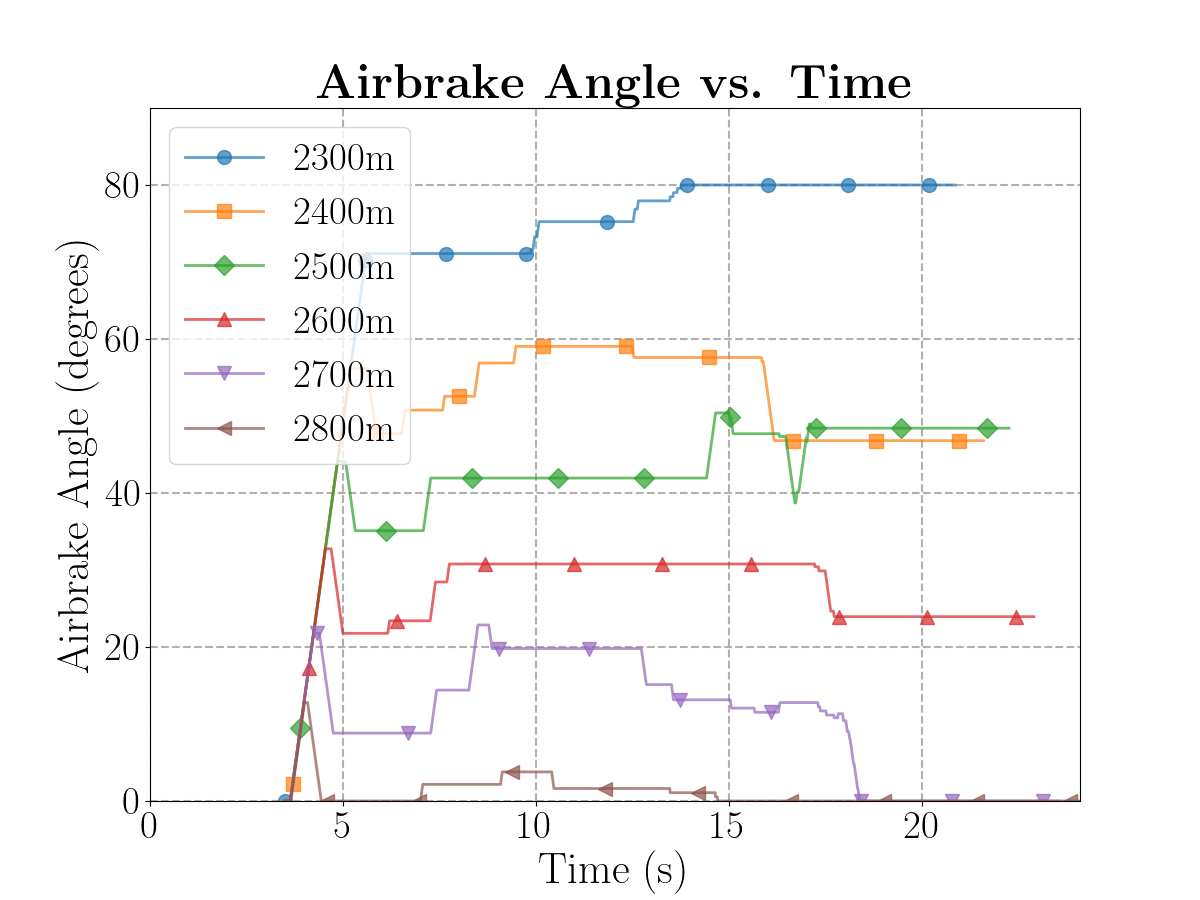 Airbrake Angle vs. Time
Airbrake Angle (degrees)
80
60
40
20
0
2300m
2400m
2500m
2600m
2700m
2800m
0 5 10 15 20
Time (s)